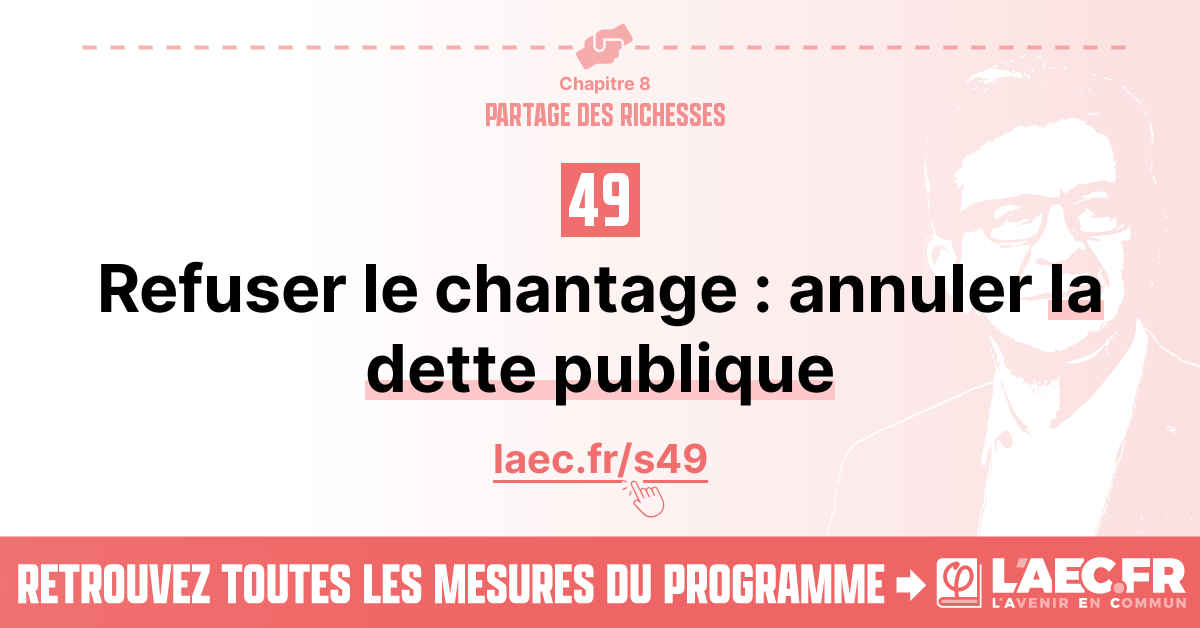 Chapitre 8
PARTAGE DES RICHESSES
49
Refuser le chantage : annuler la
dette publique
laec.fr/s49
RETROUVEZ TOUTES LES MESURES DU PROGRAMME
L'AEC.FR
L'AVENIR EN COMMUN